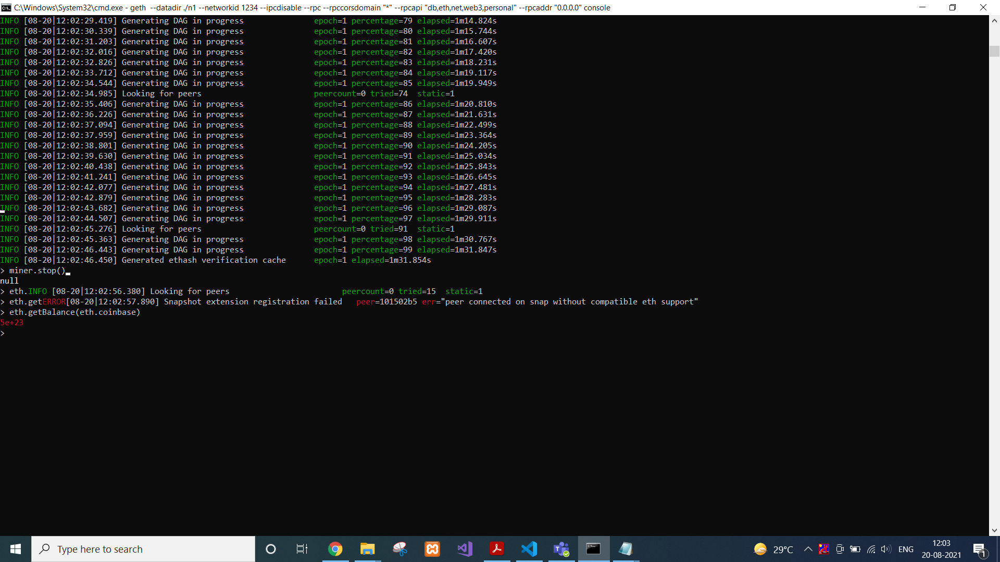 C:\Windows\System32\cmd.exe - geth  --datadir ./n1 --networkid 1234 --ipcdisable --rpc --rpccorsdomain "*" --rpcapi "db,eth,net,web3,personal" --rpcaddr "0.0.0.0" console
INFO [08-20|12:02:29.419] Generating DAG in progress epoch=1 percentage=79 elapsed=1m14.824s
INFO [08-20|12:02:30.339] Generating DAG in progress epoch=1 percentage=80 elapsed=1m15.744s
INFO [08-20|12:02:31.203] Generating DAG in progress epoch=1 percentage=81 elapsed=1m16.607s
INFO [08-20|12:02:32.016] Generating DAG in progress epoch=1 percentage=82 elapsed=1m17.420s
INFO [08-20|12:02:32.826] Generating DAG in progress epoch=1 percentage=83 elapsed=1m18.231s
INFO [08-20|12:02:33.712] Generating DAG in progress epoch=1 percentage=84 elapsed=1m19.117s
INFO [08-20|12:02:34.544] Generating DAG in progress epoch=1 percentage=85 elapsed=1m19.949s
INFO [08-20|12:02:34.985] Looking for peers peercount=0 tried=74 static=1
INFO [08-20|12:02:35.406] Generating DAG in progress epoch=1 percentage=86 elapsed=1m20.810s
INFO [08-20|12:02:36.226] Generating DAG in progress epoch=1 percentage=87 elapsed=1m21.631s
INFO [08-20|12:02:37.094] Generating DAG in progress epoch=1 percentage=88 elapsed=1m22.499s
INFO [08-20|12:02:37.959] Generating DAG in progress epoch=1 percentage=89 elapsed=1m23.364s
INFO [08-20|12:02:38.801] Generating DAG in progress epoch=1 percentage=90 elapsed=1m24.205s
INFO [08-20|12:02:39.630] Generating DAG in progress epoch=1 percentage=91 elapsed=1m25.034s
INFO [08-20|12:02:40.438] Generating DAG in progress epoch=1 percentage=92 elapsed=1m25.843s
INFO [08-20|12:02:41.241] Generating DAG in progress epoch=1 percentage=93 elapsed=1m26.645s
INFO [08-20|12:02:42.077] Generating DAG in progress epoch=1 percentage=94 elapsed=1m27.481s
INFO [08-20|12:02:42.879] Generating DAG in progress epoch=1 percentage=95 elapsed=1m28.283s
INFO [08-20|12:02:43.682] Generating DAG in progress epoch=1 percentage=96 elapsed=1m29.087s
INFO [08-20|12:02:44.507] Generating DAG in progress epoch=1 percentage=97 elapsed=1m29.911s
INFO [08-20|12:02:45.276] Looking for peers peercount=0 tried=91 static=1
INFO [08-20|12:02:45.363] Generating DAG in progress epoch=1 percentage=98 elapsed=1m30.767s
INFO [08-20|12:02:46.443] Generating DAG in progress epoch=1 percentage=99 elapsed=1m31.847s
INFO [08-20|12:02:46.450] Generated ethash verification cache epoch=1 elapsed=1m31.854s
> miner.stop()
null
> eth.INFO [08-20|12:02:56.380] Looking for peers peercount=0 tried=15 static=1
> eth.getERROR[08-20|12:02:57.890] Snapshot extension registration failed peer=101502b5 err="peer connected on snap without compatible eth support"
> eth.getBalance(eth.coinbase)
5e+23
>
Type here to search
29°C
ENG
12:03
20-08-2021
1